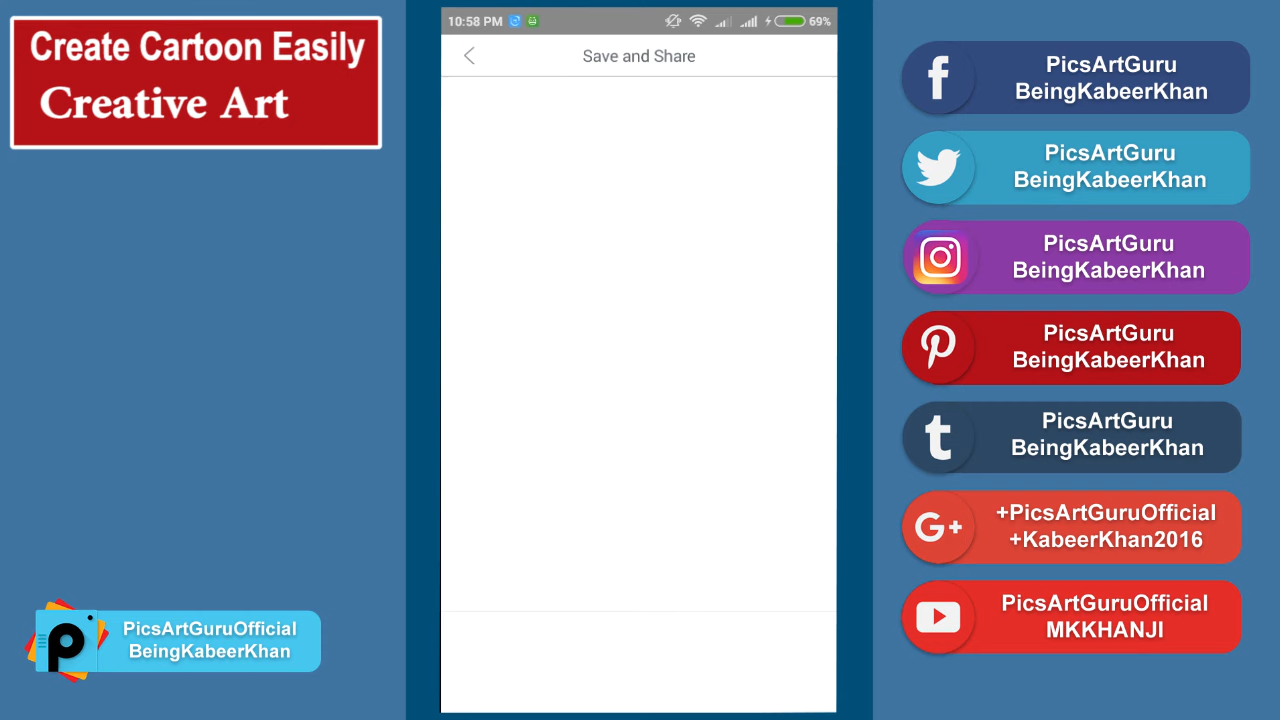 Create Cartoon Easily
Creative Art
10:58 PM
69%
Save and Share
PicsArtGuru
BeingKabeerKhan
PicsArtGuru
BeingKabeerKhan
PicsArtGuru
BeingKabeerKhan
PicsArtGuru
BeingKabeerKhan
PicsArtGuru
BeingKabeerKhan
+PicsArtGuruOfficial
+KabeerKhan2016
PicsArtGuruOfficial
MKKHANJI
PicsArtGuruOfficial
BeingKabeerKhan